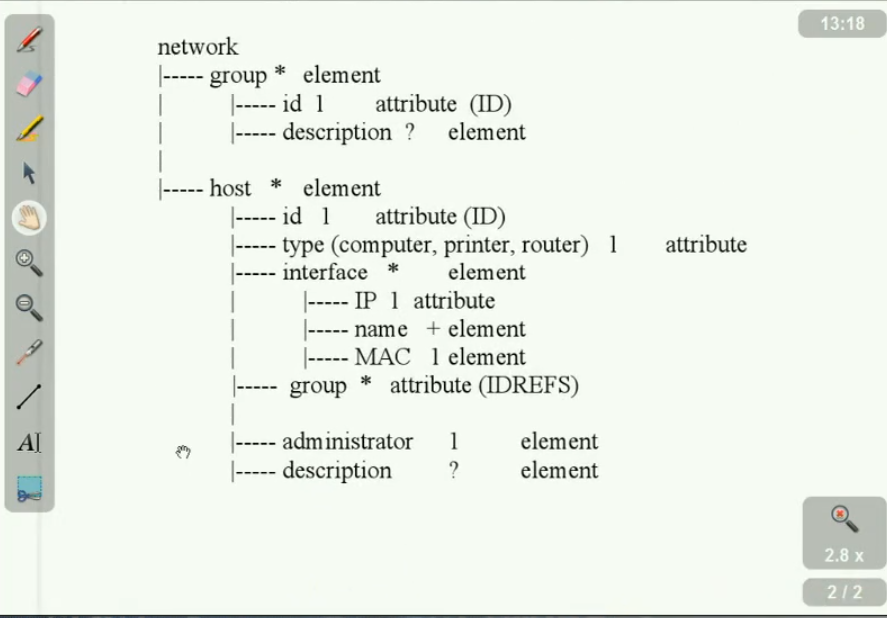 13:18
network
|----- group * element
| |----- id 1 attribute (ID)
| |----- description ? element
|
|----- host * element
|----- id 1 attribute (ID)
|----- type (computer, printer, router) 1 attribute
|----- interface * element
| |----- IP 1 attribute
| |----- name + element
| |----- MAC 1 element
|----- group * attribute (IDREFS)
|
|----- administrator 1 element
|----- description ? element
A
2.8 x
2 / 2